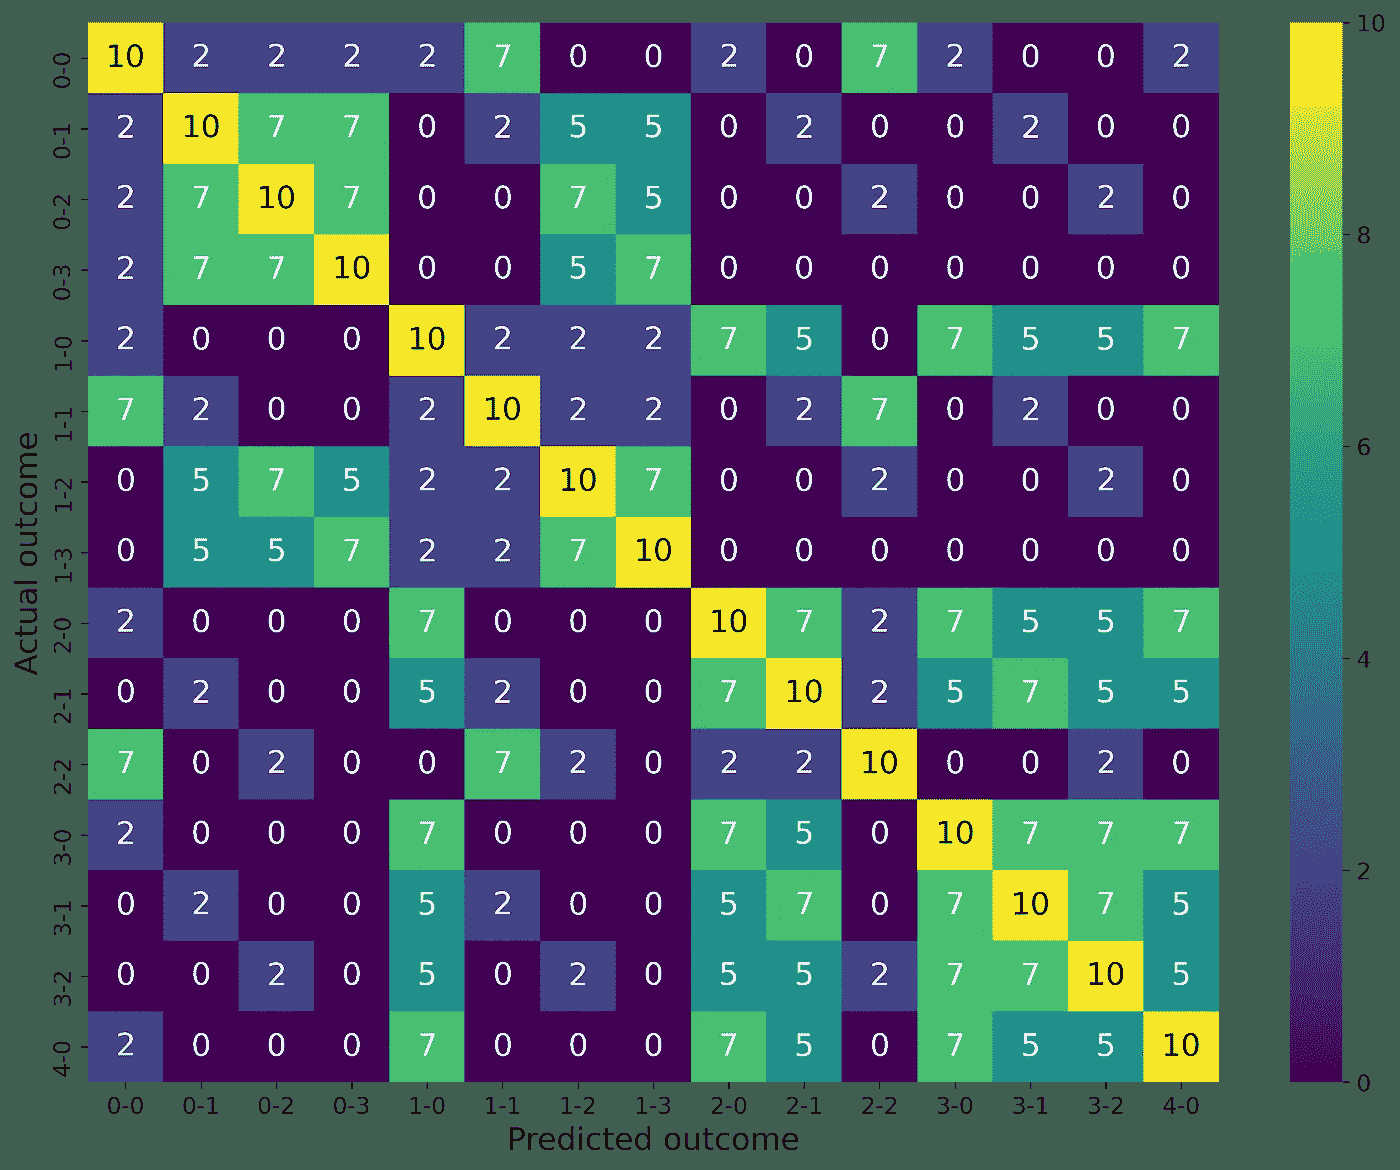 0-0 10 2 2 2 2 7 0 0 2 0 7 2 0 0 2
0-1 2 10 7 7 0 2 5 5 0 2 0 0 2 0 0
0-2 2 7 10 7 0 0 7 5 0 0 2 0 0 2 0
0-3 2 7 7 10 0 0 5 7 0 0 0 0 0 0 0
1-0 2 0 0 0 10 2 2 2 7 5 0 7 5 5 7
1-1 7 2 0 0 2 10 2 2 0 2 7 0 2 0 0
1-2 0 5 7 5 2 2 10 7 0 0 2 0 0 2 0
1-3 0 5 5 7 2 2 7 10 0 0 0 0 0 0 0
2-0 2 0 0 0 7 0 0 0 10 7 2 7 5 5 7
2-1 0 2 0 0 5 2 0 0 7 10 2 5 7 5 5
2-2 7 0 2 0 0 7 2 0 2 2 10 0 0 2 0
3-0 2 0 0 0 7 0 0 0 7 5 0 10 7 7 7
3-1 0 2 0 0 5 2 0 0 5 7 0 7 10 7 5
3-2 0 0 2 0 5 0 2 0 5 5 2 7 7 10 5
4-0 2 0 0 0 7 0 0 0 7 5 0 7 5 5 10
0-0 0-1 0-2 0-3 1-0 1-1 1-2 1-3 2-0 2-1 2-2 3-0 3-1 3-2 4-0
Predicted outcome
Actual outcome
10
8
6
4
2
0